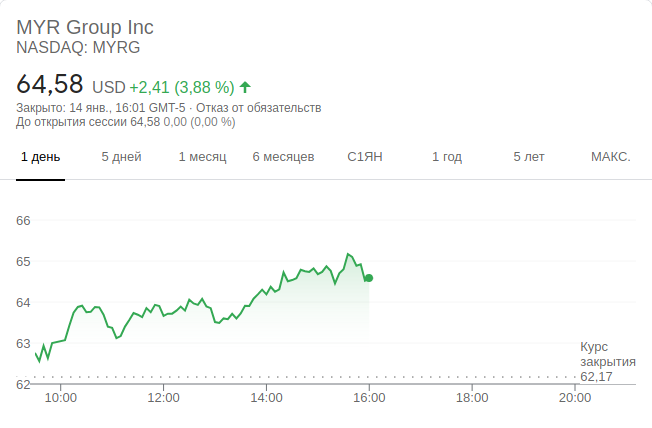 MYR Group Inc
NASDAQ: MYRG
64,58 USD +2,41 (3,88 %)
Закрыто: 14 янв., 16:01 GMT-5 · Отказ от обязательств
До открытия сессии 64,58 0,00 (0,00 %)
1 день 5 дней 1 месяц 6 месяцев С1ЯН 1 год 5 лет МАКС.
66
65
64
63
Курс
закрытия
62,17
62
10:00 12:00 14:00 16:00 18:00 20:00